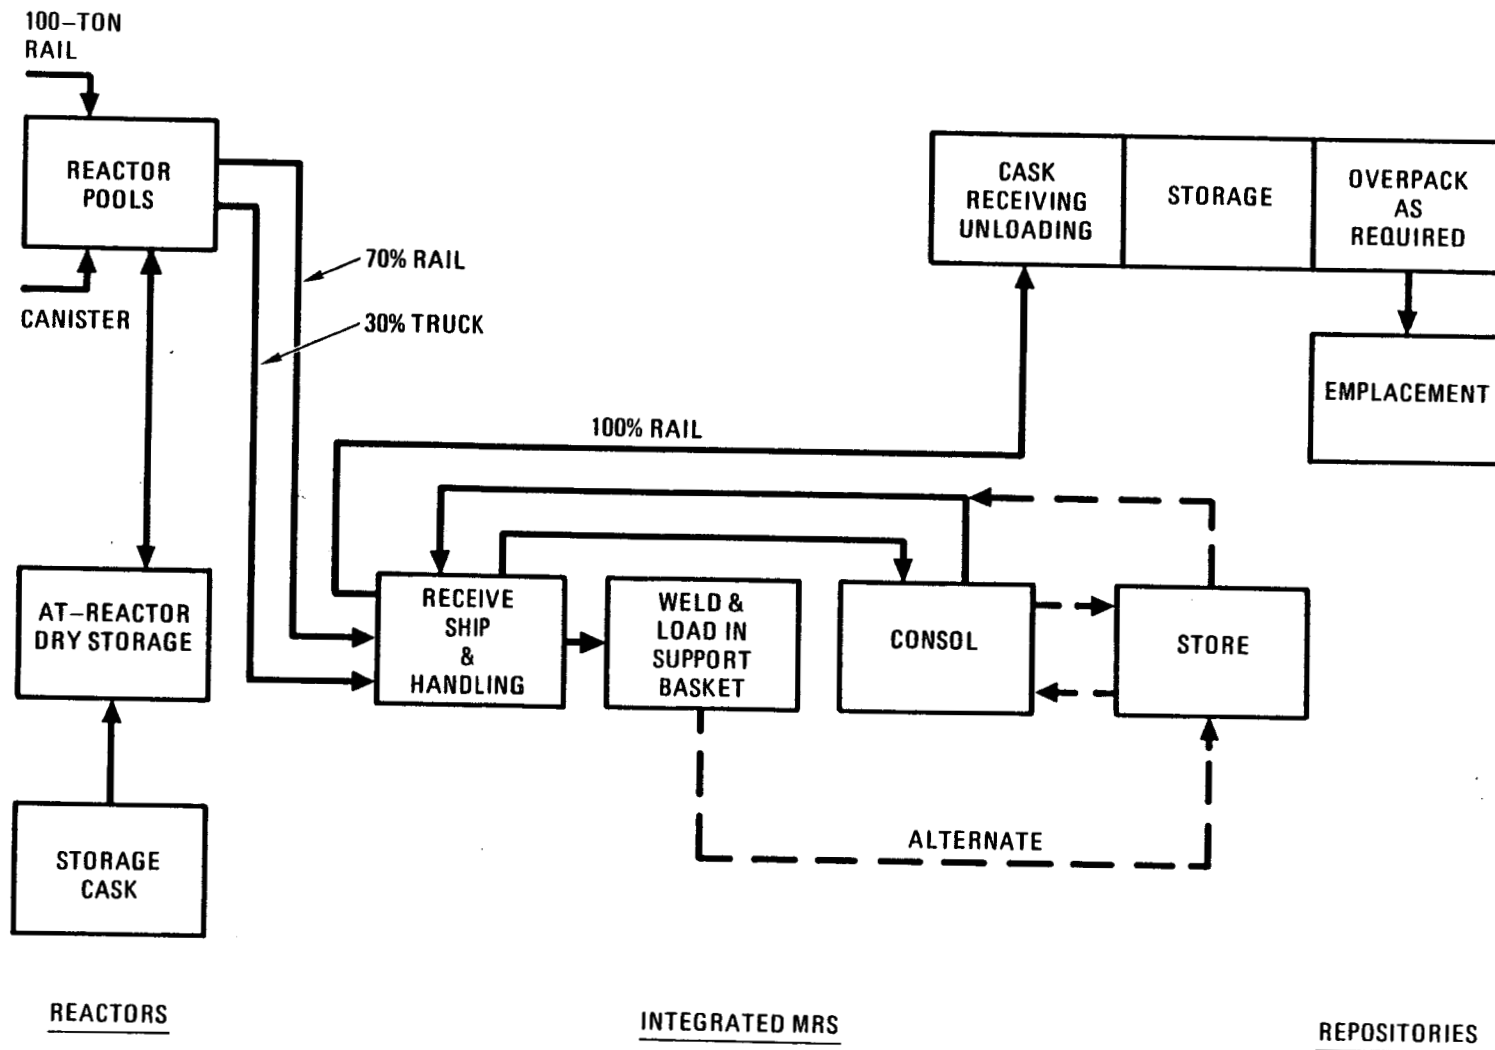 100-TON
RAIL
REACTOR
POOLS
CANISTER
70% RAIL
30% TRUCK
CASK
RECEIVING
UNLOADING
STORAGE
OVERPACK
AS
REQUIRED
EMPLACEMENT
100% RAIL
AT-REACTOR
DRY STORAGE
RECEIVE
SHIP
&
HANDLING
WELD &
LOAD IN
SUPPORT
BASKET
CONSOL
STORE
ALTERNATE
STORAGE
CASK
REACTORS
INTEGRATED MRS
REPOSITORIES